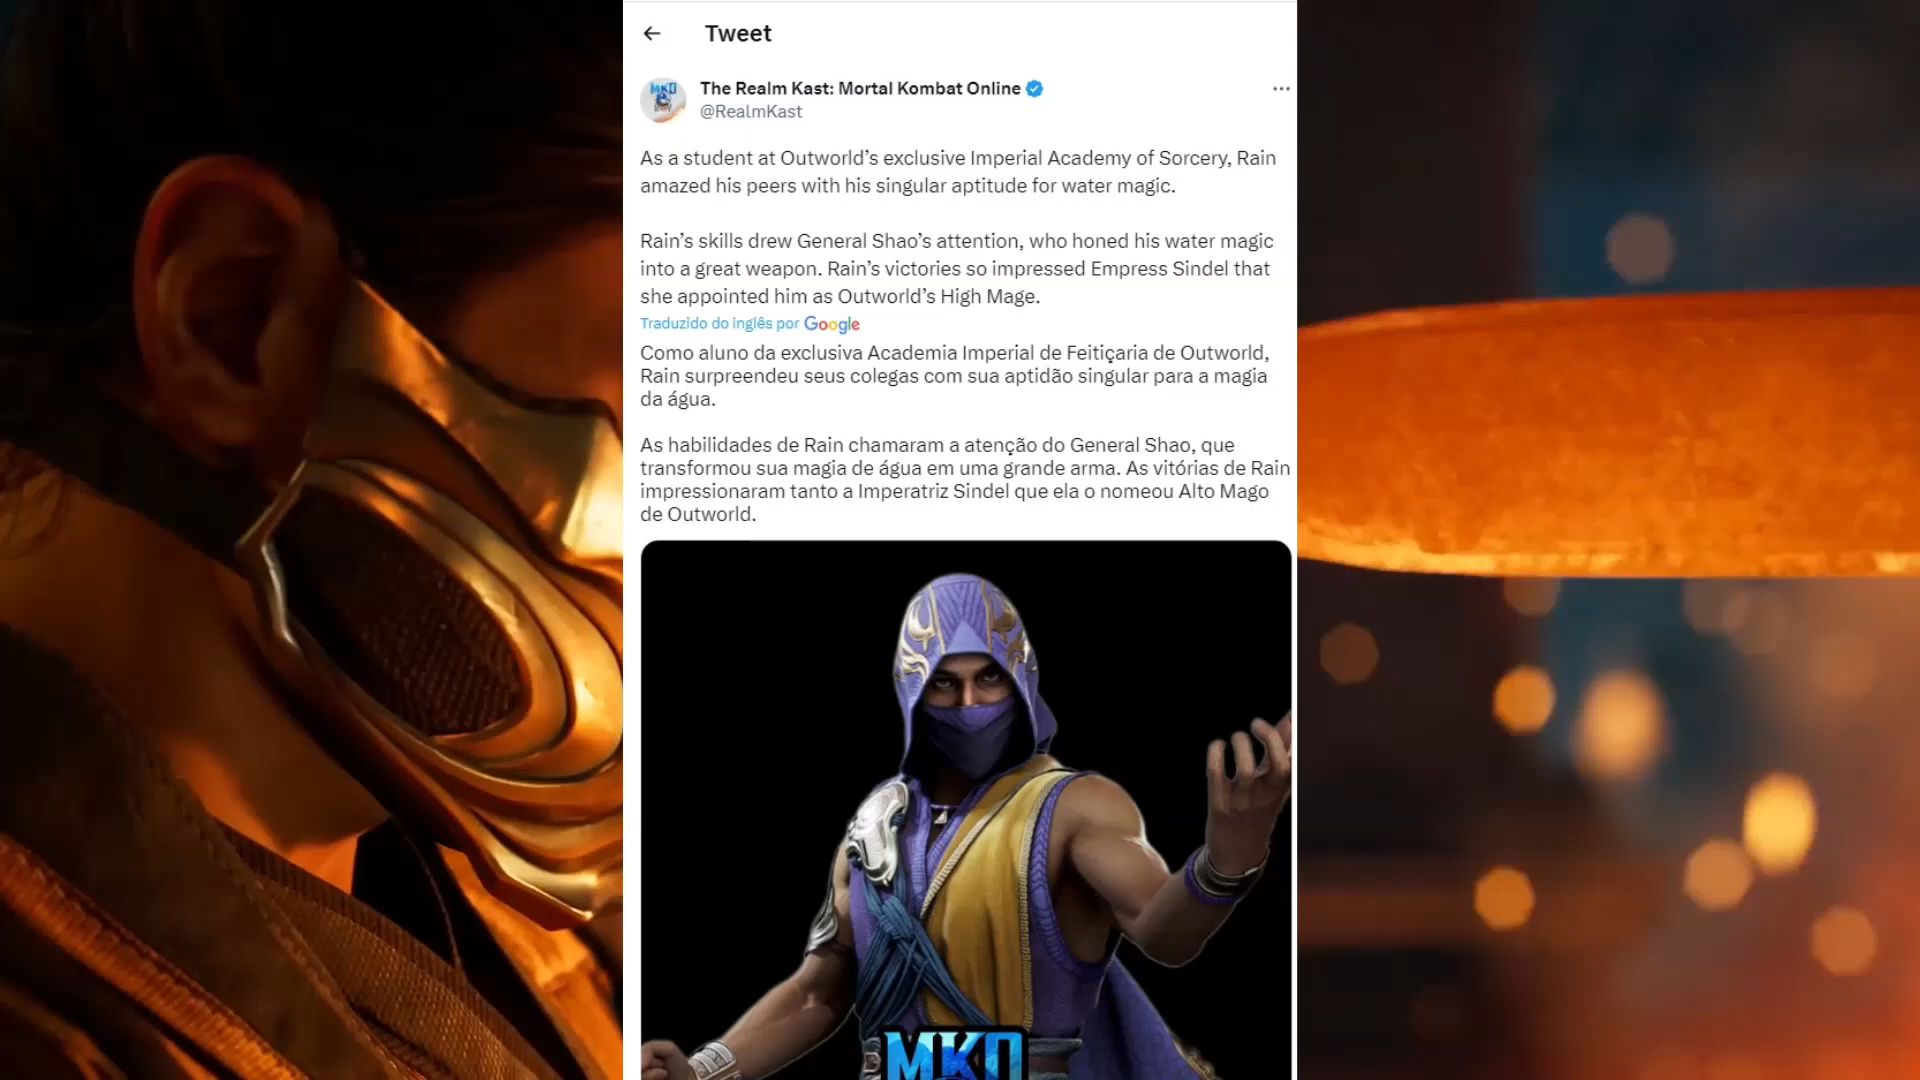 Tweet
MKO
The Realm Kast: Mortal Kombat Online
@RealmKast
As a student at Outworld’s exclusive Imperial Academy of Sorcery, Rain
amazed his peers with his singular aptitude for water magic.
Rain’s skills drew General Shao’s attention, who honed his water magic
into a great weapon. Rain’s victories so impressed Empress Sindel that
she appointed him as Outworld’s High Mage.
Traduzido do inglês por Google
Como aluno da exclusiva Academia Imperial de Feitiçaria de Outworld,
Rain surpreendeu seus colegas com sua aptidão singular para a magia
da água.
As habilidades de Rain chamaram a atenção do General Shao, que
transformou sua magia de água em uma grande arma. As vitórias de Rain
impressionaram tanto a Imperatriz Sindel que ela o nomeou Alto Mago
de Outworld.
MKO